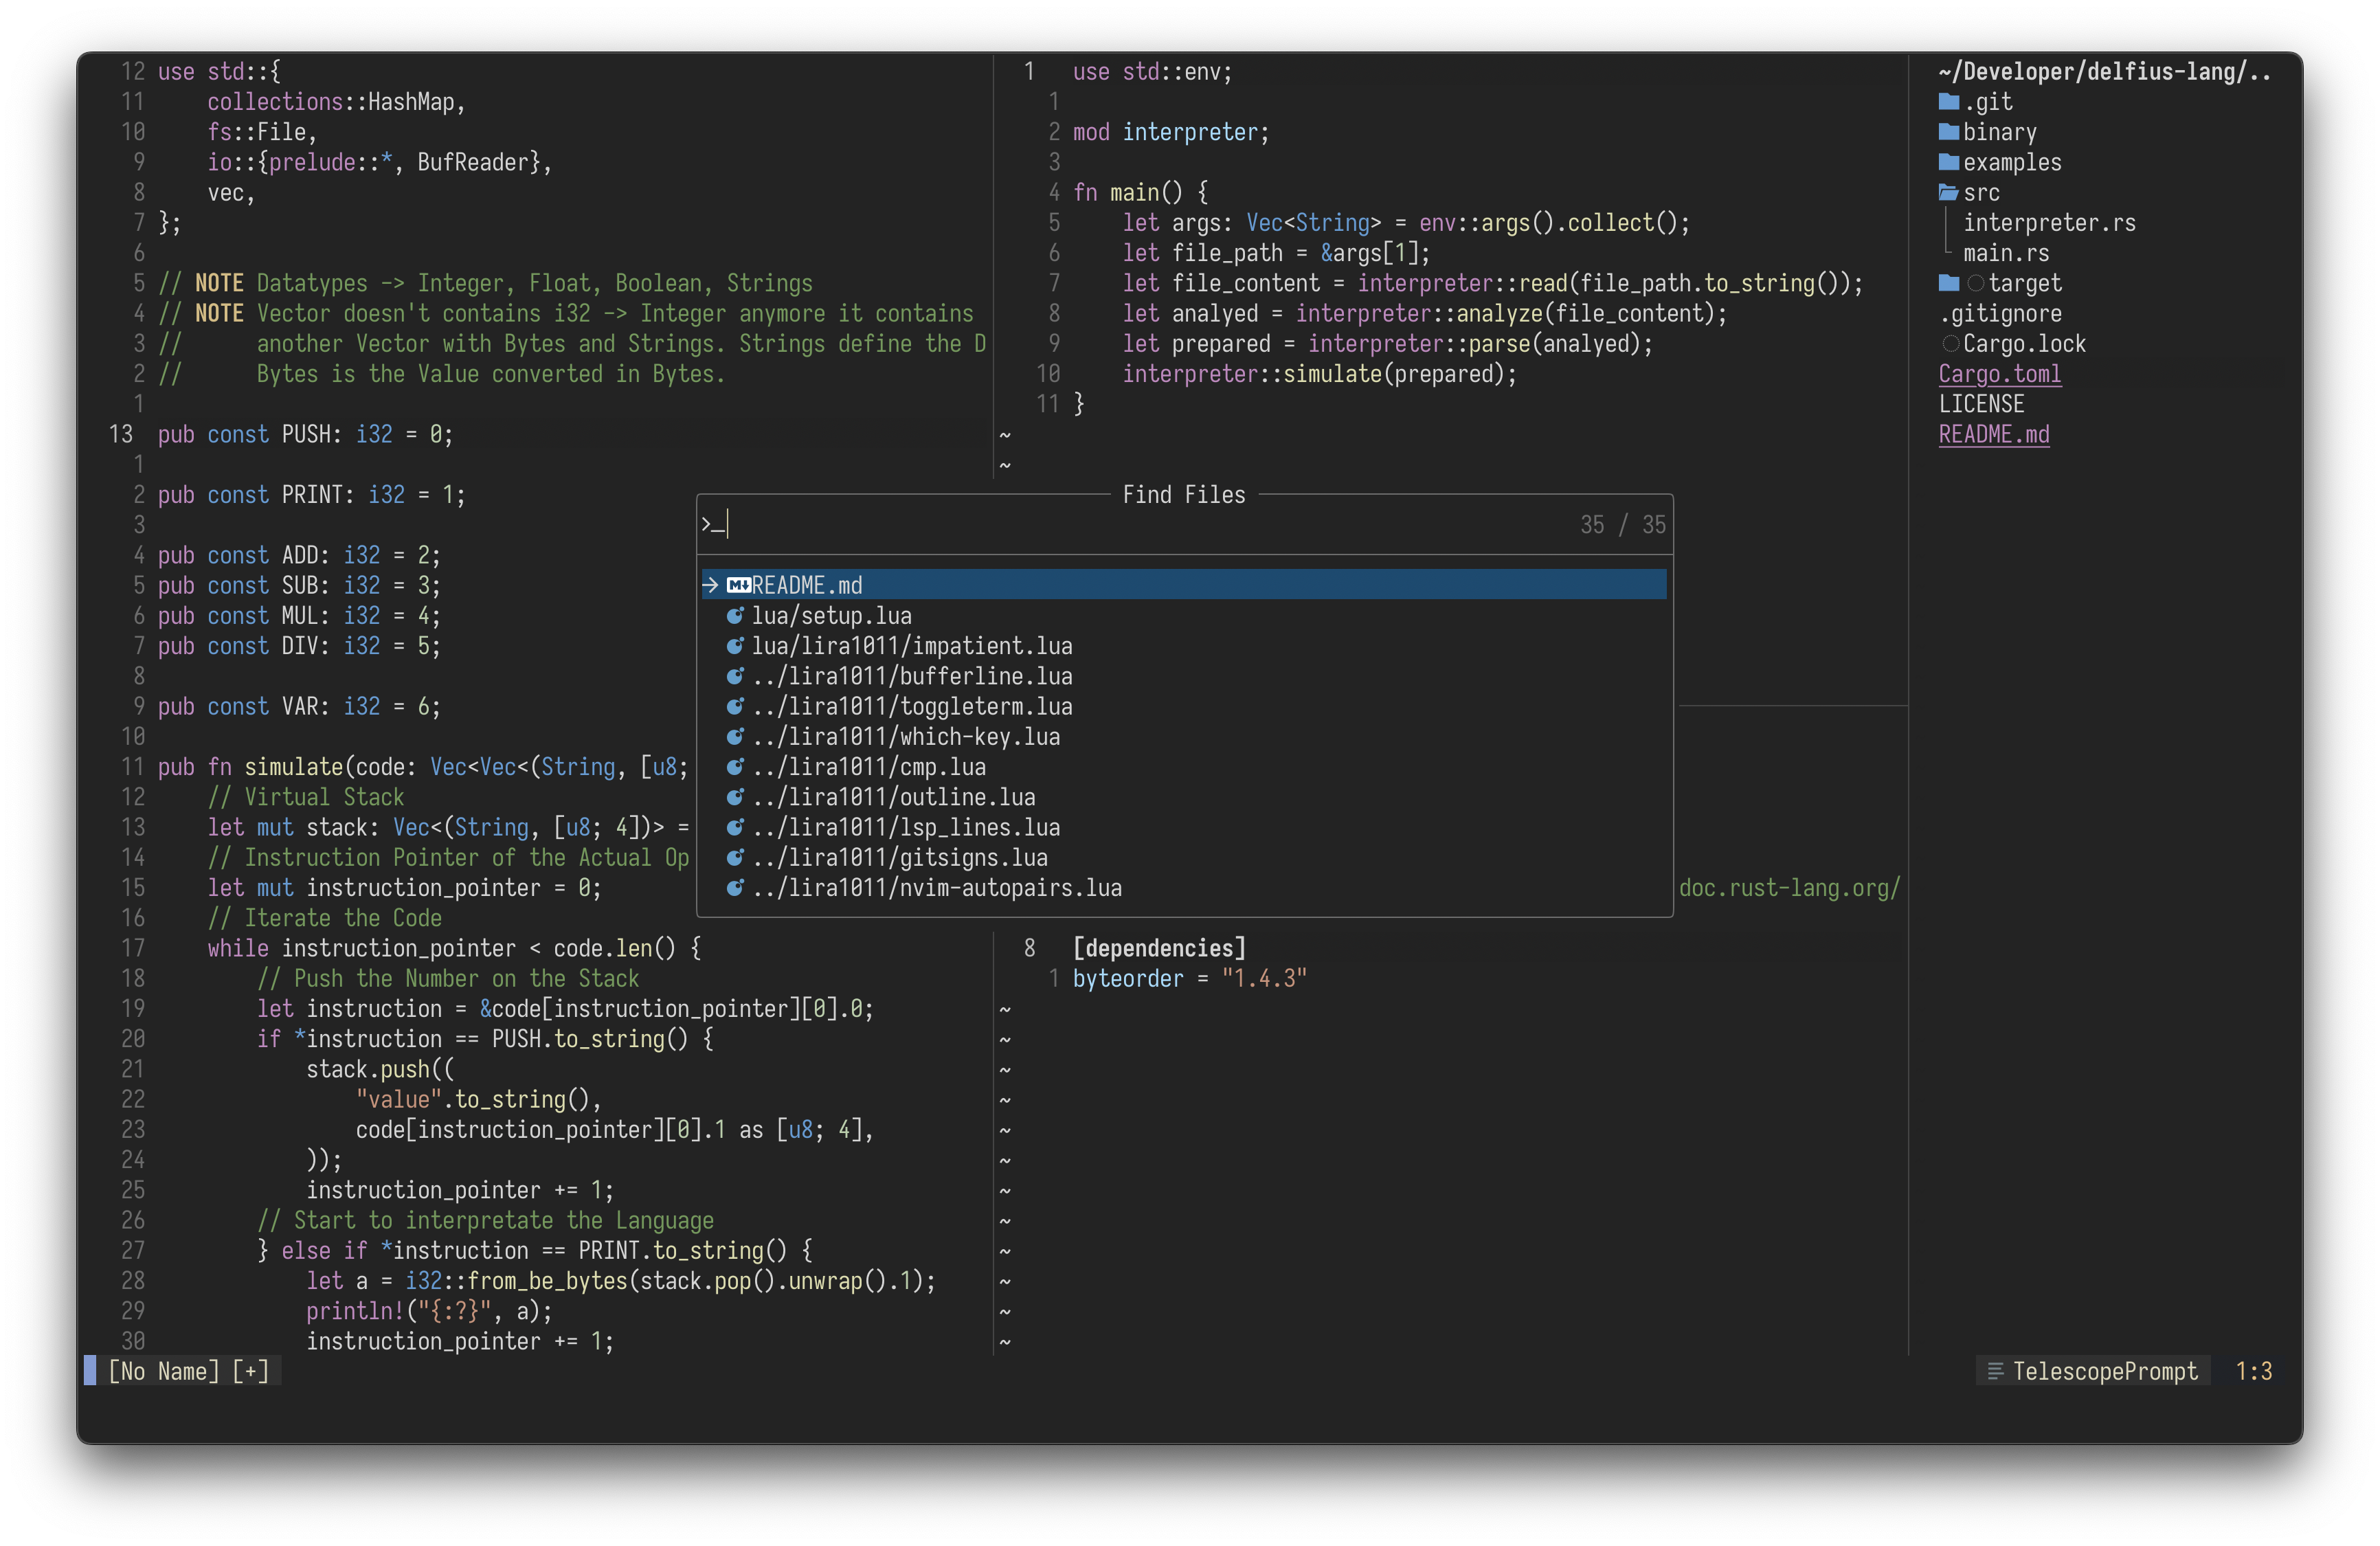 12 use std::{
11     collections::HashMap,
10     fs::File,
9     io::{prelude::*, BufReader},
8     vec,
7 };
6
5 // NOTE Datatypes -> Integer, Float, Boolean, Strings
4 // NOTE Vector doesn't contains i32 -> Integer anymore it contains
3 //      another Vector with Bytes and Strings. Strings define the D
2 //      Bytes is the Value converted in Bytes.
1
13 pub const PUSH: i32 = 0;
1
2 pub const PRINT: i32 = 1;
3
4 pub const ADD: i32 = 2;
5 pub const SUB: i32 = 3;
6 pub const MUL: i32 = 4;
7 pub const DIV: i32 = 5;
8
9 pub const VAR: i32 = 6;
10
11 pub fn simulate(code: Vec<Vec<(String, [u8;
12     // Virtual Stack
13     let mut stack: Vec<(String, [u8; 4])> =
14     // Instruction Pointer of the Actual Op
15     let mut instruction_pointer = 0;
16     // Iterate the Code
17     while instruction_pointer < code.len() {
18         // Push the Number on the Stack
19         let instruction = &code[instruction_pointer][0].0;
20         if *instruction == PUSH.to_string() {
21             stack.push((
22                 "value".to_string(),
23                 code[instruction_pointer][0].1 as [u8; 4],
24             ));
25             instruction_pointer += 1;
26         // Start to interpretate the Language
27         } else if *instruction == PRINT.to_string() {
28             let a = i32::from_be_bytes(stack.pop().unwrap().1);
29             println!("{:?}", a);
30             instruction_pointer += 1;
1 use std::env;
1
2 mod interpreter;
3
4 fn main() {
5     let args: Vec<String> = env::args().collect();
6     let file_path = &args[1];
7     let file_content = interpreter::read(file_path.to_string());
8     let analyed = interpreter::analyze(file_content);
9     let prepared = interpreter::parse(analyed);
10     interpreter::simulate(prepared);
11 }
~
~
Find Files
>_ 35 / 35
→ M↓ README.md
lua/setup.lua
lua/lira1011/impatient.lua
../lira1011/bufferline.lua
../lira1011/toggleterm.lua
../lira1011/which-key.lua
../lira1011/cmp.lua
../lira1011/outline.lua
../lira1011/lsp_lines.lua
../lira1011/gitsigns.lua
../lira1011/nvim-autopairs.lua
doc.rust-lang.org/
8 [dependencies]
1 byteorder = "1.4.3"
~
~
~
~
~
~
~
~
~
~
~
~
~/Developer/delfius-lang/..
.git
binary
examples
src
interpreter.rs
main.rs
target
.gitignore
Cargo.lock
Cargo.toml
LICENSE
README.md
[No Name] [+]
TelescopePrompt 1:3